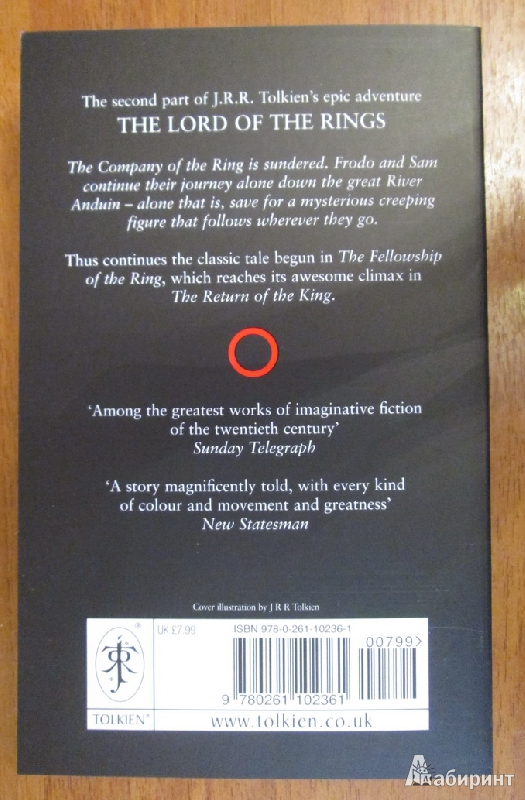 The second part of J.R.R. Tolkien's epic adventure
THE LORD OF THE RINGS
The Company of the Ring is sundered. Frodo and Sam
continue their journey alone down the great River
Anduin – alone that is, save for a mysterious creeping
figure that follows wherever they go.
Thus continues the classic tale begun in The Fellowship
of the Ring, which reaches its awesome climax in
The Return of the King.
‘Among the greatest works of imaginative fiction
of the twentieth century’
Sunday Telegraph
‘A story magnificently told, with every kind
of colour and movement and greatness’
New Statesman
Cover illustration by J R R Tolkien
®
UK £7.99
ISBN 978-0-261-10236-1
00799>
9 780261 102361
TOLKIEN®
www.tolkien.co.uk
Лабиринт